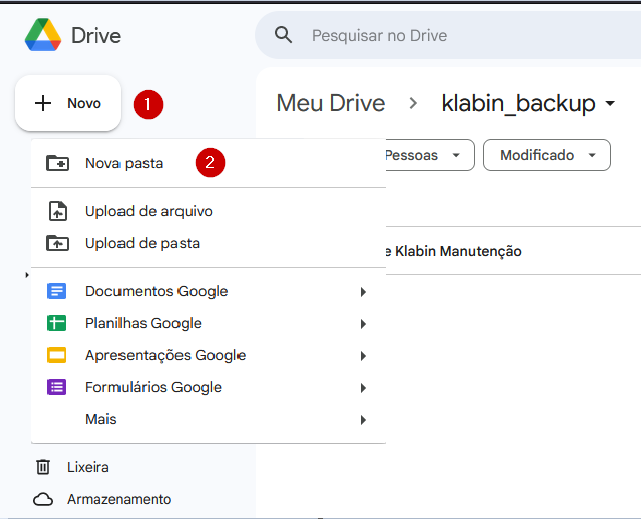 Drive
Pesquisar no Drive
Novo
1
Meu Drive > klabin_backup
Nova pasta
2
Pessoas
Modificado
Upload de arquivo
Upload de pasta
e Klabin Manutenção
Documentos Google
Planilhas Google
Apresentações Google
Formulários Google
Mais
Lixeira
Armazenamento